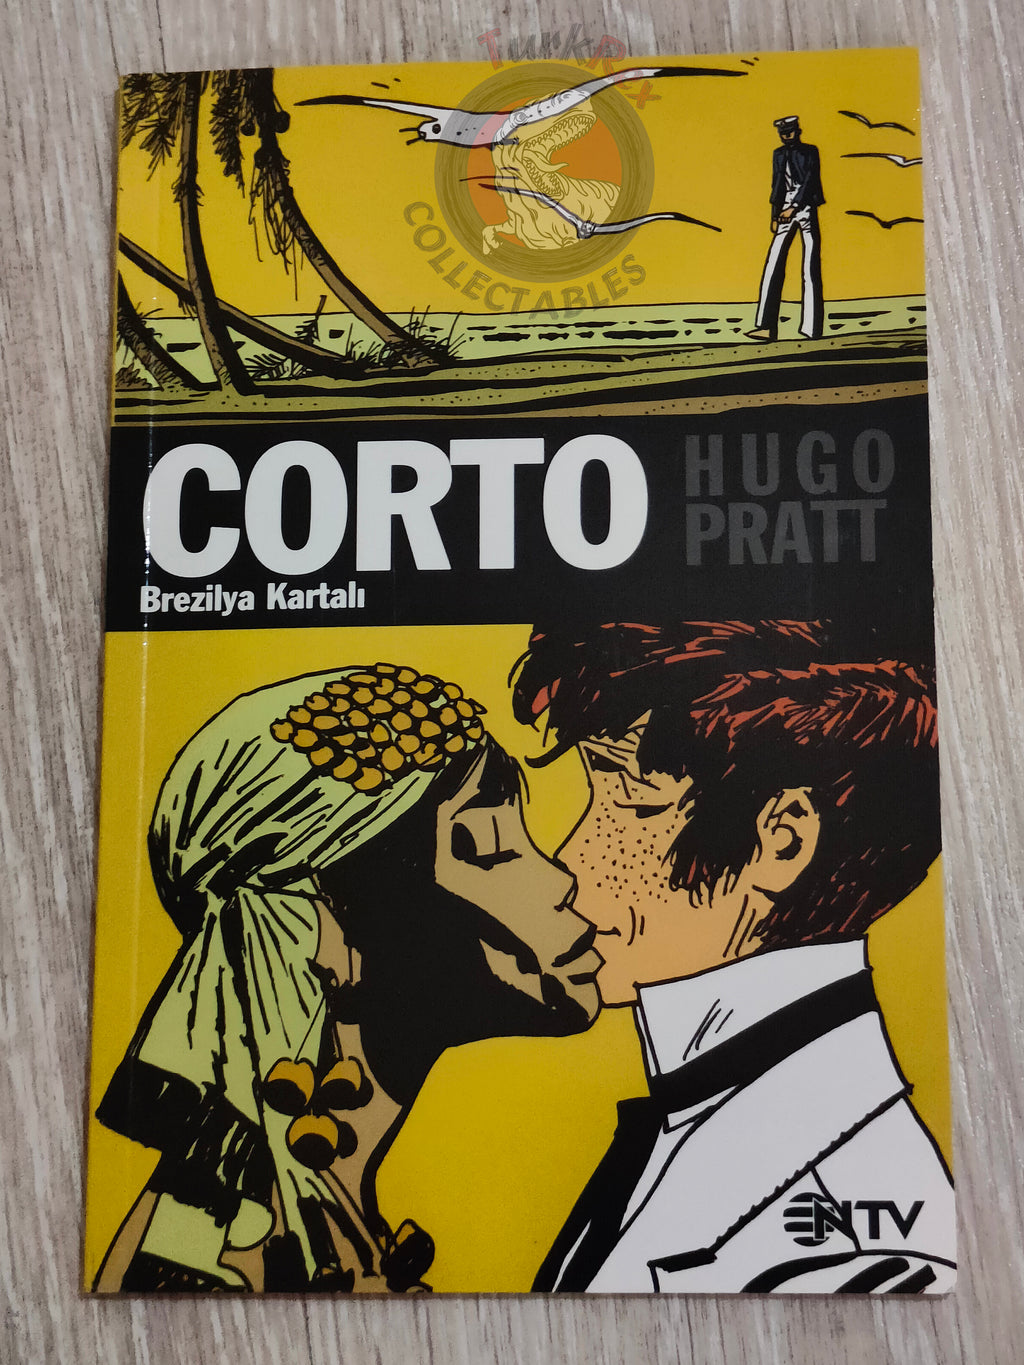 TurkRex
COLLECTABLES
CORTO
HUGO
PRATT
Brezilya Kartalı
NTV